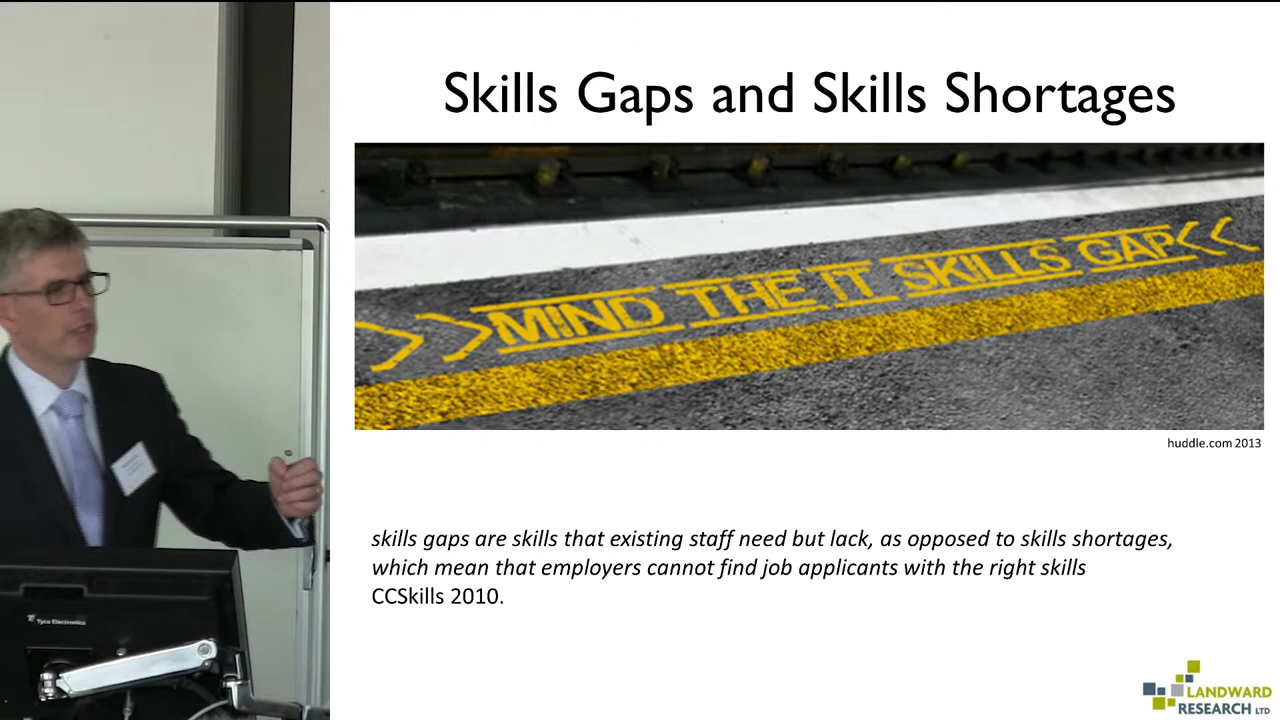 Skills Gaps and Skills Shortages
>>MIND THE IT SKILLS GAP<<
huddle.com 2013
skills gaps are skills that existing staff need but lack, as opposed to skills shortages,
which mean that employers cannot find job applicants with the right skills
CCSkills 2010.
Tyco Electronics
LANDWARD
RESEARCH LTD